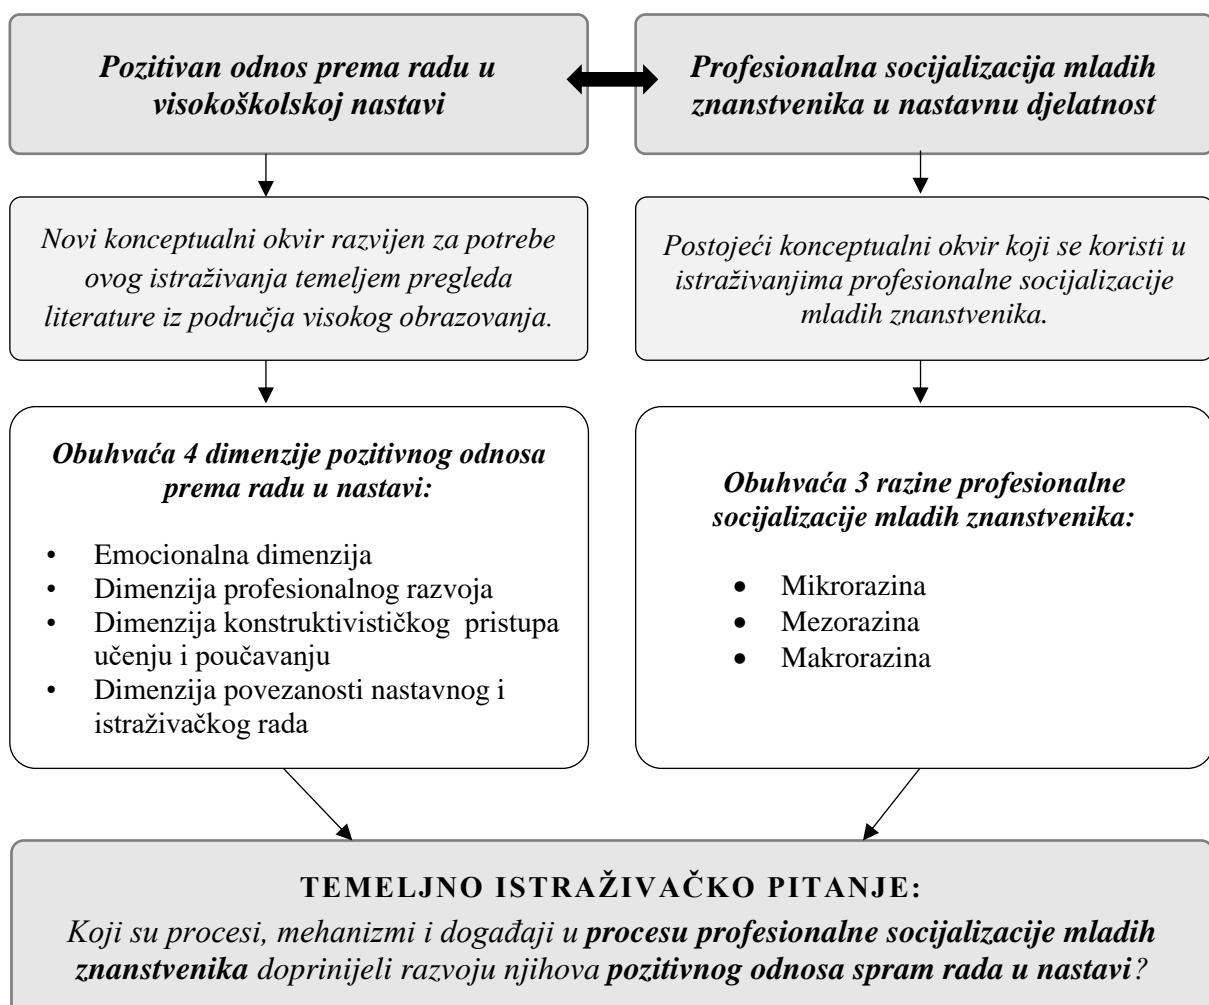 Pozitivan odnos prema radu u
visokoškolskoj nastavi
Profesionalna socijalizacija mladih
znanstvenika u nastavnu djelatnost
Novi konceptualni okvir razvijen za potrebe
ovog istraživanja temeljem pregleda
literature iz područja visokog obrazovanja.
Postojeći konceptualni okvir koji se koristi u
istraživanjima profesionalne socijalizacije
mladih znanstvenika.
Obuhvaća 4 dimenzije pozitivnog odnosa
prema radu u nastavi:
• Emocionalna dimenzija
• Dimenzija profesionalnog razvoja
• Dimenzija konstruktivističkog pristupa
učenju i poučavanju
• Dimenzija povezanosti nastavnog i
istraživačkog rada
Obuhvaća 3 razine profesionalne
socijalizacije mladih znanstvenika:
• Mikrorazina
• Mezorazina
• Makrorazina
TEMELJNO ISTRAŽIVAČKO PITANJE:
Koji su procesi, mehanizmi i događaji u procesu profesionalne socijalizacije mladih
znanstvenika doprinijeli razvoju njihova pozitivnog odnosa spram rada u nastavi?